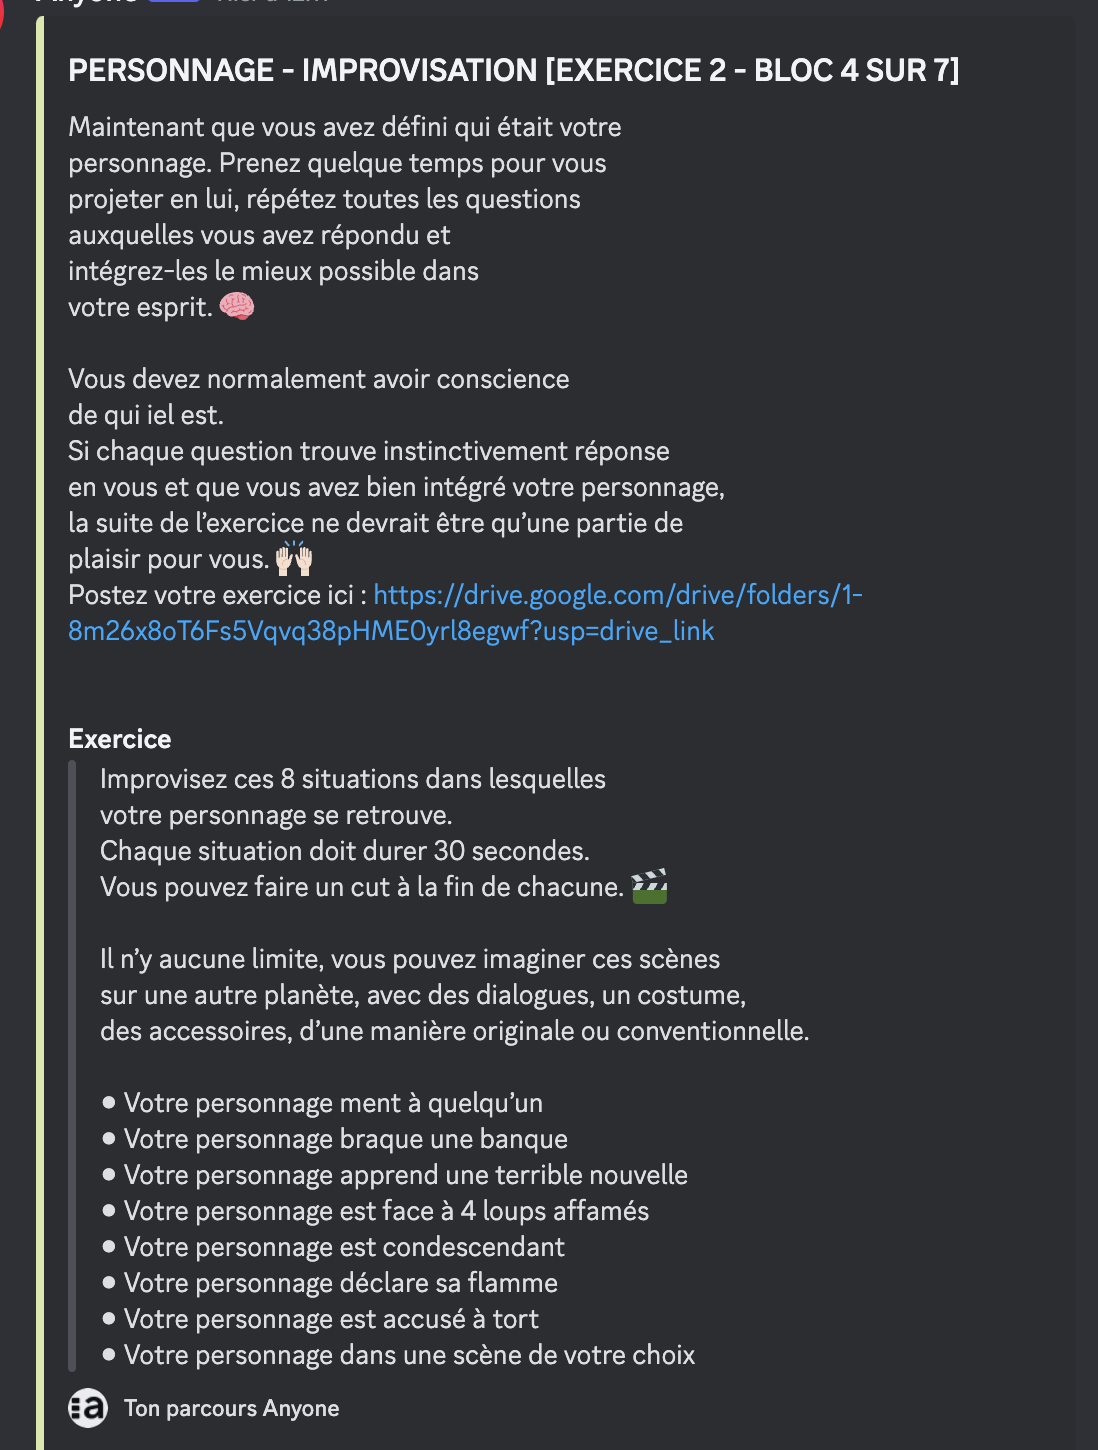 PERSONNAGE - IMPROVISATION [EXERCICE 2 - BLOC 4 SUR 7]
Maintenant que vous avez défini qui était votre
personnage. Prenez quelque temps pour vous
projeter en lui, répétez toutes les questions
auxquelles vous avez répondu et
intégrez-les le mieux possible dans
votre esprit. 🧠
Vous devez normalement avoir conscience
de qui iel est.
Si chaque question trouve instinctivement réponse
en vous et que vous avez bien intégré votre personnage,
la suite de l’exercice ne devrait être qu’une partie de
plaisir pour vous. 🙌🏻
Postez votre exercice ici : https://drive.google.com/drive/folders/1-
8m26x8oT6Fs5Vqvq38pHME0yrl8egwf?usp=drive_link
Exercice
Improvisez ces 8 situations dans lesquelles
votre personnage se retrouve.
Chaque situation doit durer 30 secondes.
Vous pouvez faire un cut à la fin de chacune. 🎬
Il n’y aucune limite, vous pouvez imaginer ces scènes
sur une autre planète, avec des dialogues, un costume,
des accessoires, d’une manière originale ou conventionnelle.
● Votre personnage ment à quelqu’un
● Votre personnage braque une banque
● Votre personnage apprend une terrible nouvelle
● Votre personnage est face à 4 loups affamés
● Votre personnage est condescendant
● Votre personnage déclare sa flamme
● Votre personnage est accusé à tort
● Votre personnage dans une scène de votre choix
Ton parcours Anyone